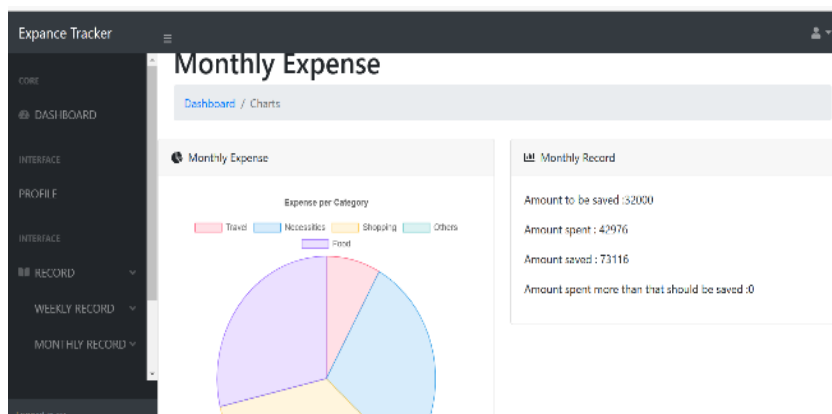 Expance Tracker
CORE
DASHBOARD
INTERFACE
PROFILE
INTERFACE
RECORD
WEEKLY RECORD
MONTHLY RECORD
Monthly Expense
Dashboard / Charts
Monthly Expense
Expense per Category
Travel Necessities Shopping Others
Food
Monthly Record
Amount to be saved :32000
Amount spent : 42976
Amount saved : 73116
Amount spent more than that should be saved :0